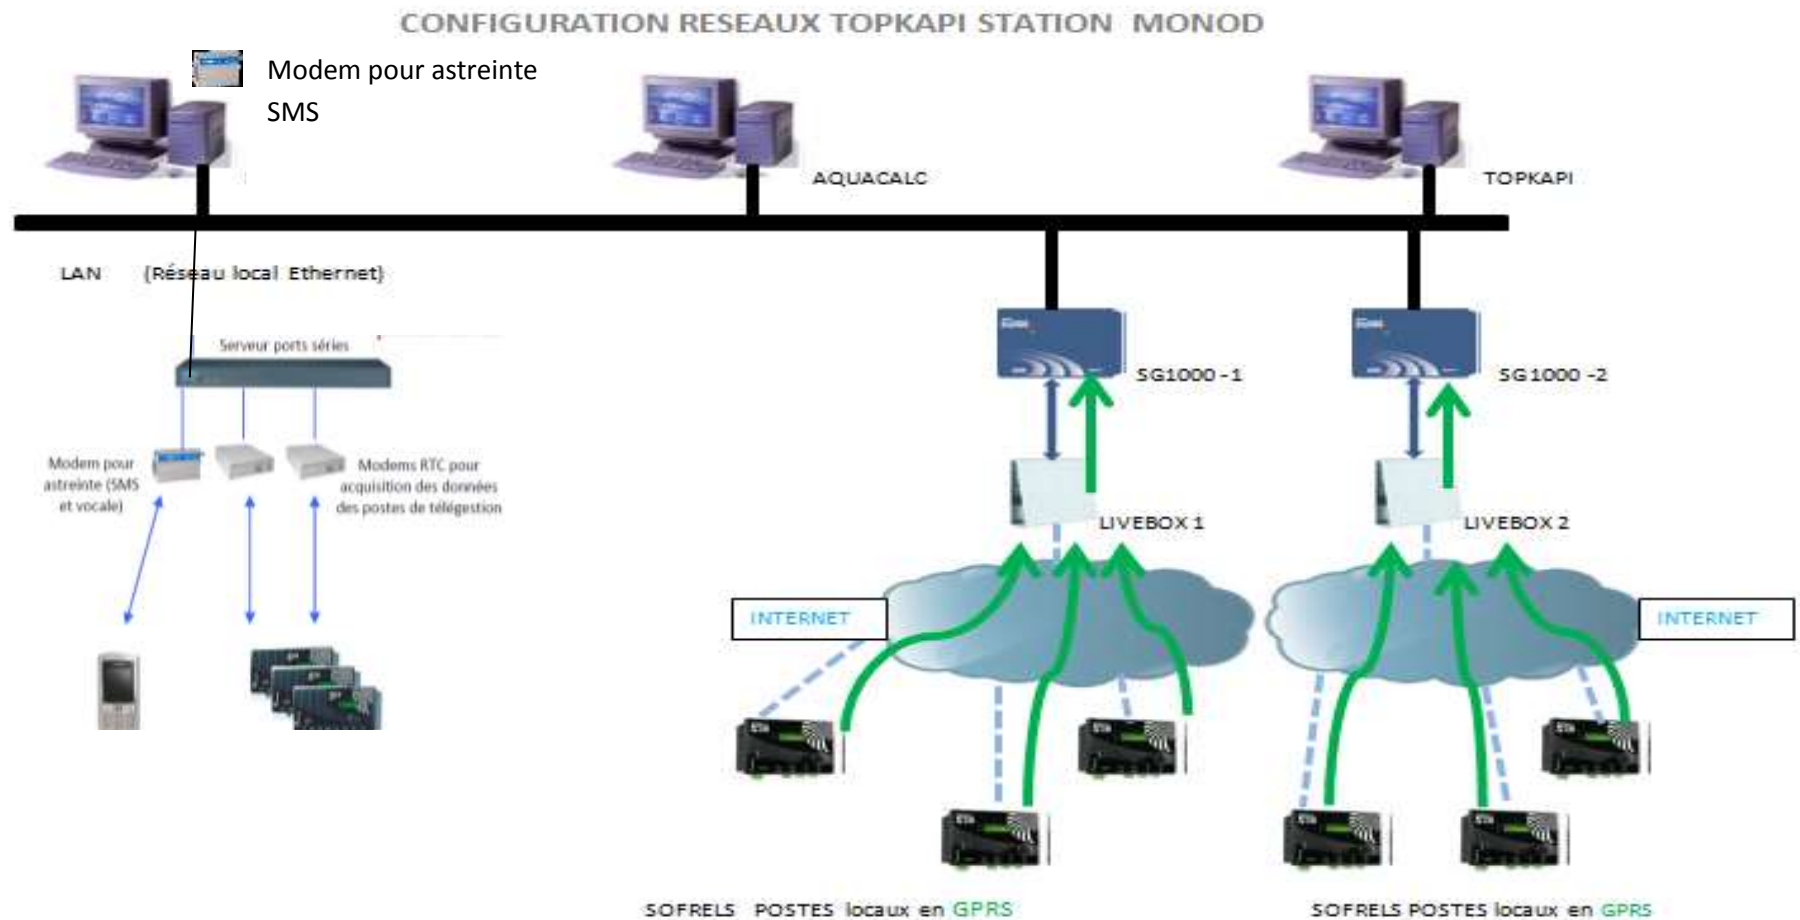 CONFIGURATION RESEAUX TOPKAPI STATION MONOD
Modem pour astreinte
SMS
AQUACALC
TOPKAPI
LAN (Réseau local Ethernet)
Serveur ports séries
SG1000 -1
SG1000 -2
Modem pour
astreinte (SMS
et vocale)
Modems RTC pour
acquisition des données
des postes de télégestion
LIVEBOX 1
LIVEBOX 2
INTERNET
INTERNET
SOFRELS POSTES locaux en GPRS
SOFRELS POSTES locaux en GPRS